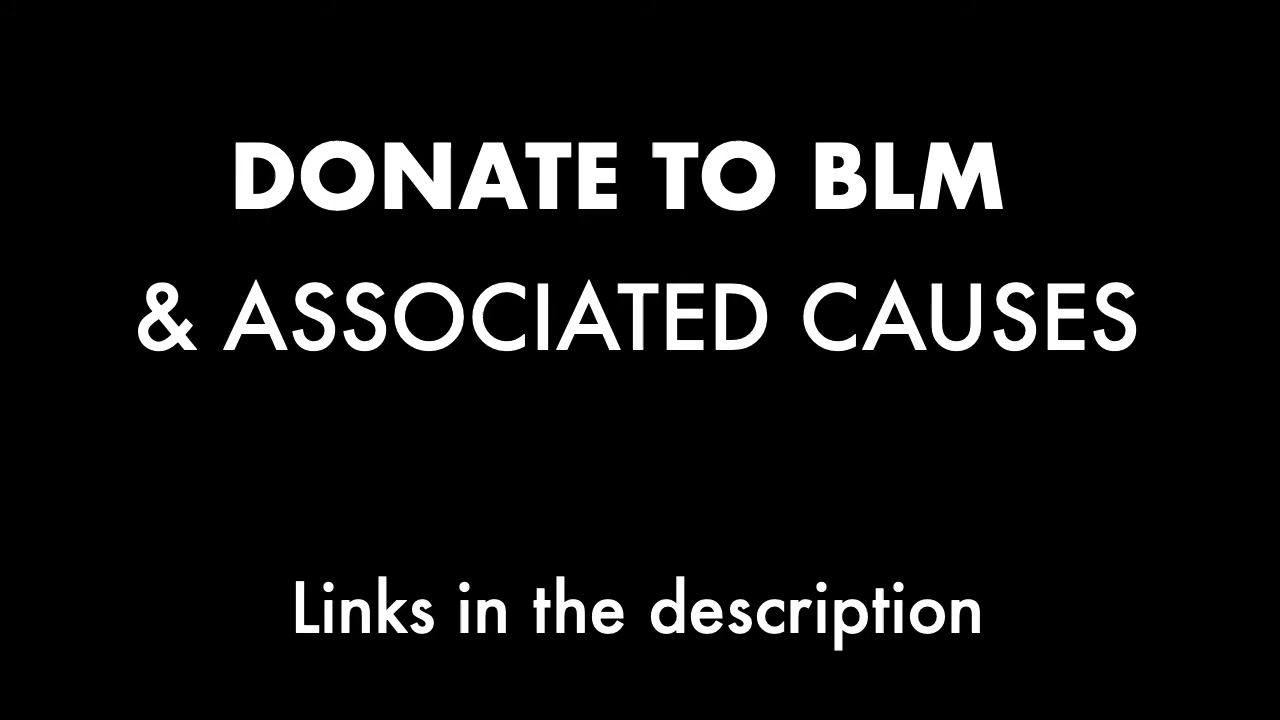 DONATE TO BLM
& ASSOCIATED CAUSES
Links in the description